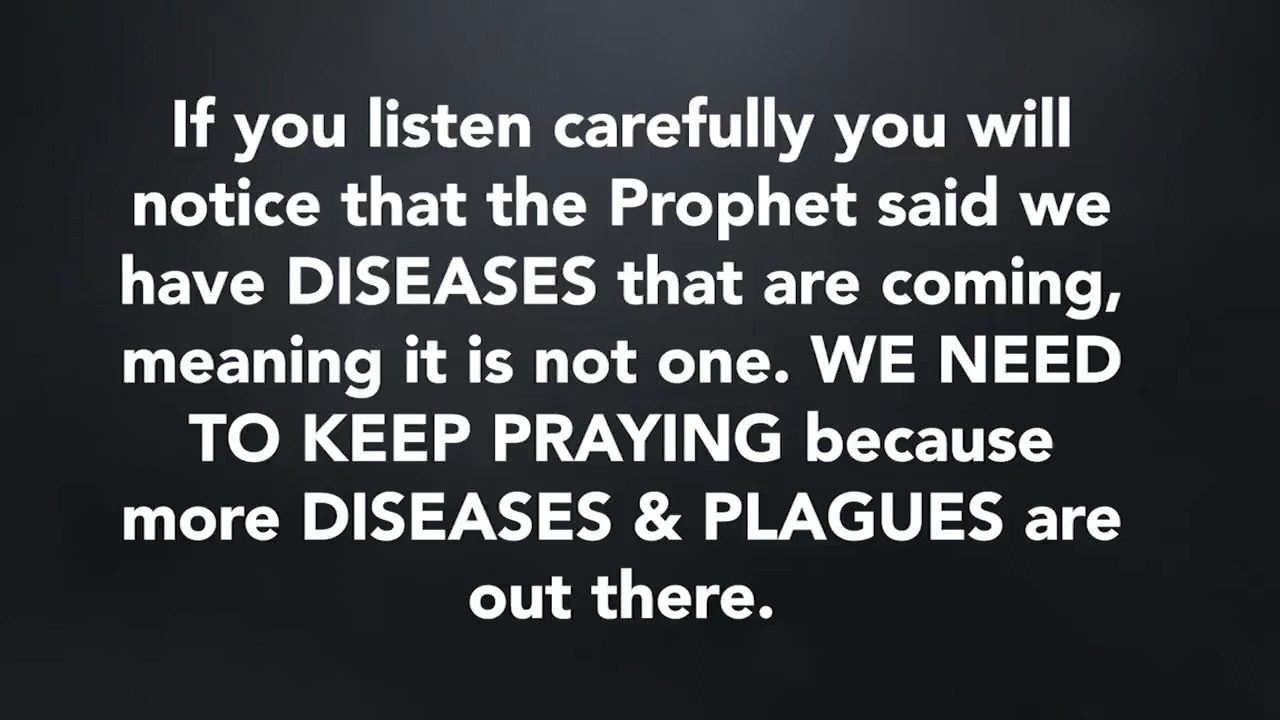 If you listen carefully you will
notice that the Prophet said we
have DISEASES that are coming,
meaning it is not one. WE NEED
TO KEEP PRAYING because
more DISEASES & PLAGUES are
out there.